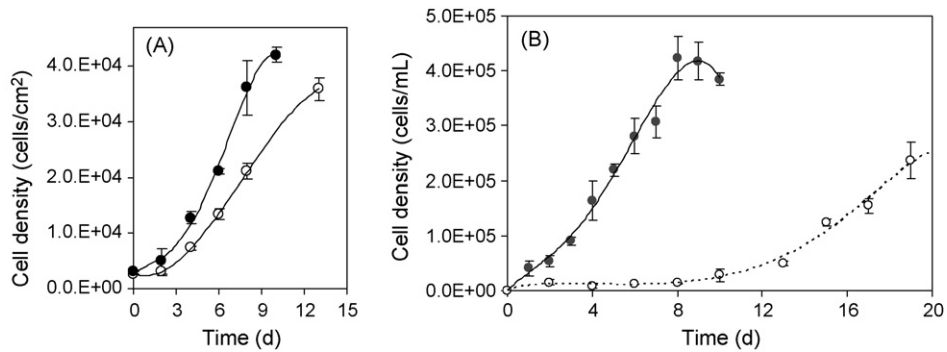 (A)
Cell density (cells/cm²)
4.0E+04
3.0E+04
2.0E+04
1.0E+04
0.0E+00
0 3 6 9 12 15
Time (d)
(B)
Cell density (cells/mL)
5.0E+05
4.0E+05
3.0E+05
2.0E+05
1.0E+05
0.0E+00
0 4 8 12 16 20
Time (d)